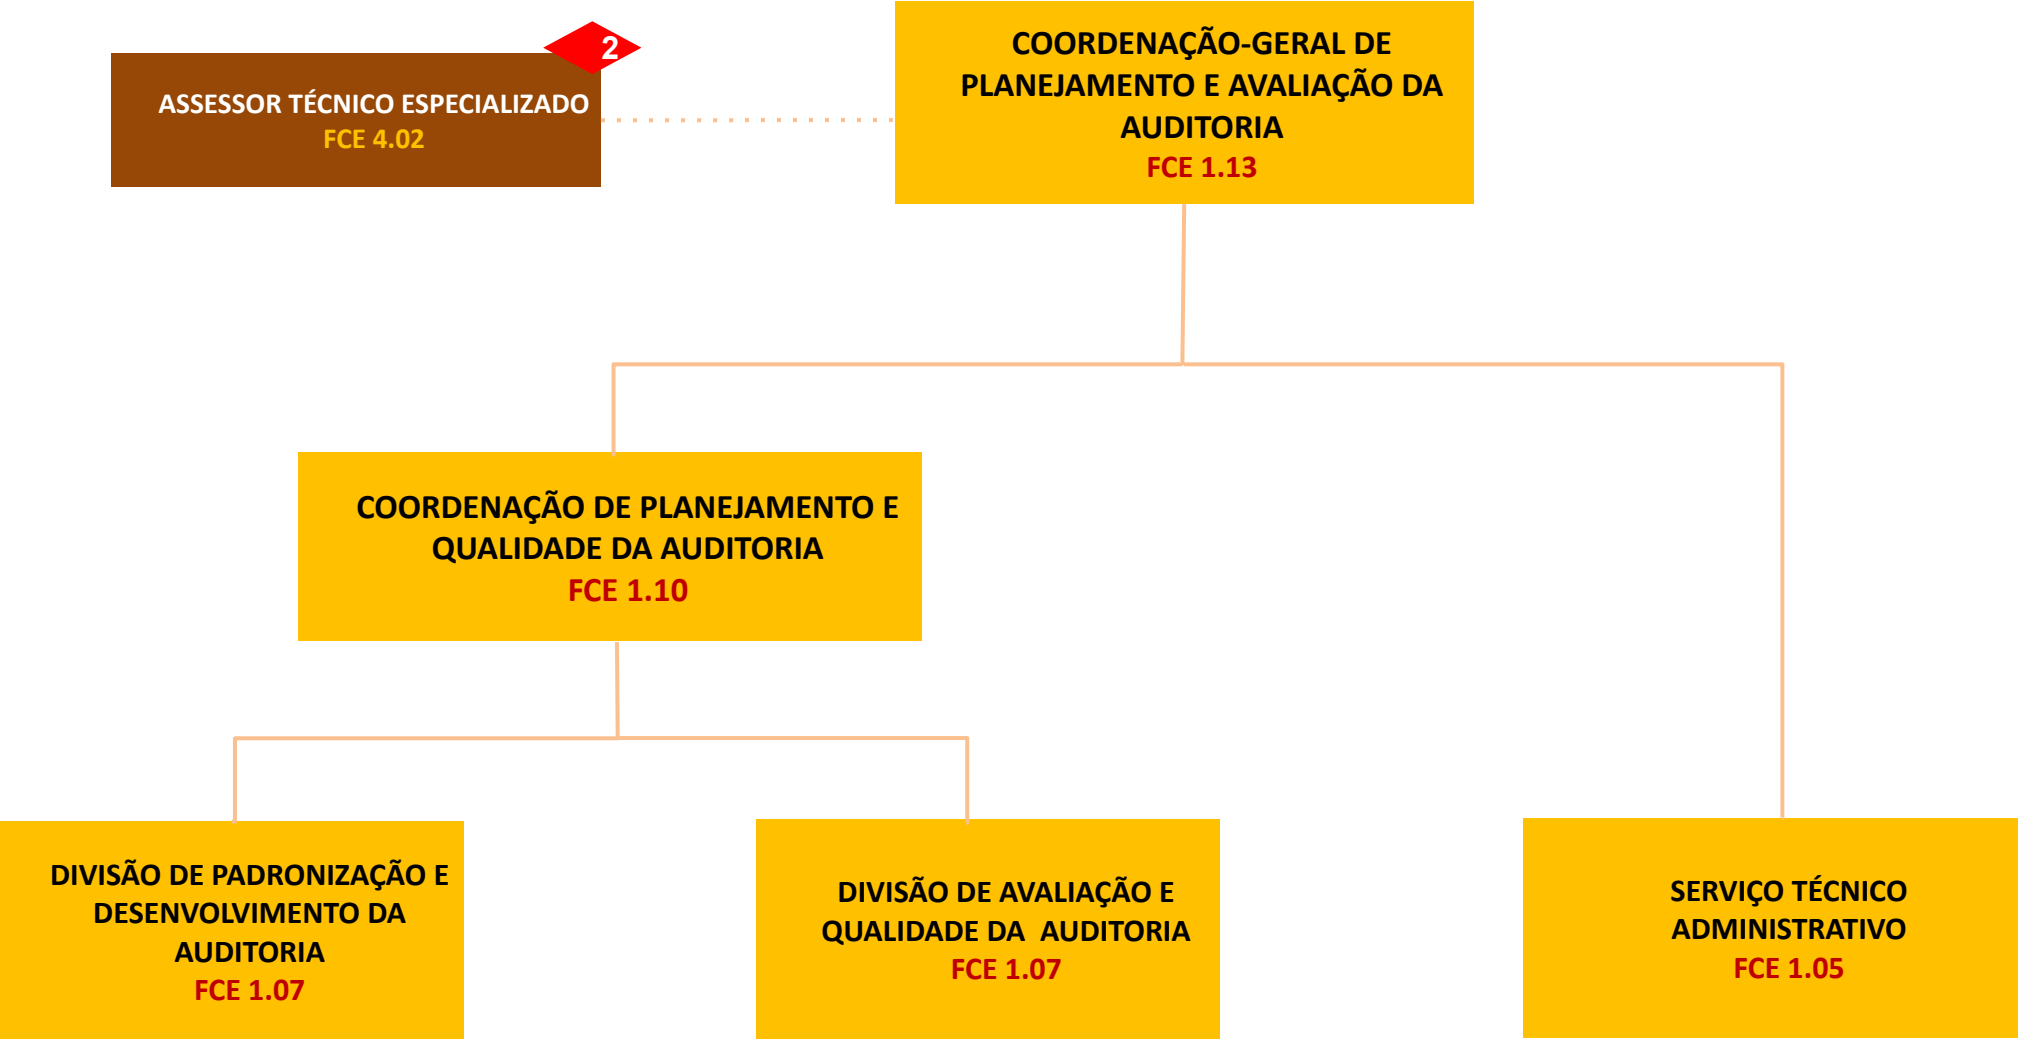 2
ASSESSOR TÉCNICO ESPECIALIZADO
FCE 4.02
COORDENAÇÃO-GERAL DE
PLANEJAMENTO E AVALIAÇÃO DA
AUDITORIA
FCE 1.13
COORDENAÇÃO DE PLANEJAMENTO E
QUALIDADE DA AUDITORIA
FCE 1.10
DIVISÃO DE PADRONIZAÇÃO E
DESENVOLVIMENTO DA
AUDITORIA
FCE 1.07
DIVISÃO DE AVALIAÇÃO E
QUALIDADE DA  AUDITORIA
FCE 1.07
SERVIÇO TÉCNICO
ADMINISTRATIVO
FCE 1.05